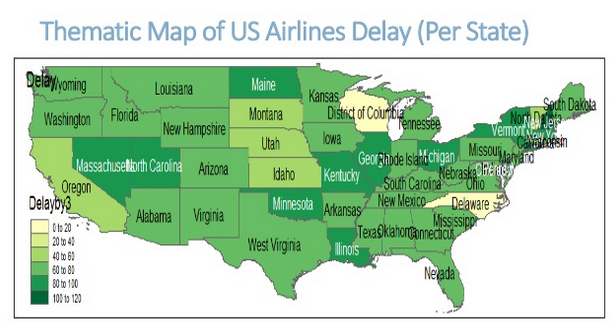 Thematic Map of US Airlines Delay (Per State)
Delay
Wyoming
Louisiana
Maine
Kansas
District of Columbia
Tennessee
South Dakota
North Dakota
Washington
Florida
New Hampshire
Montana
Utah
Iowa
Vermont
New York
Missouri
Maryland
Massachusetts
North Carolina
Arizona
Idaho
Kentucky
Georgia
Rhode Island
Michigan
Nebraska
South Carolina
Ohio
Oregon
Delayby3
Alabama
Virginia
Minnesota
Arkansas
New Mexico
Delaware
Mississippi
West Virginia
Illinois
Texas
Oklahoma
Connecticut
Nevada
0 to 20
20 to 40
40 to 60
60 to 80
80 to 100
100 to 120